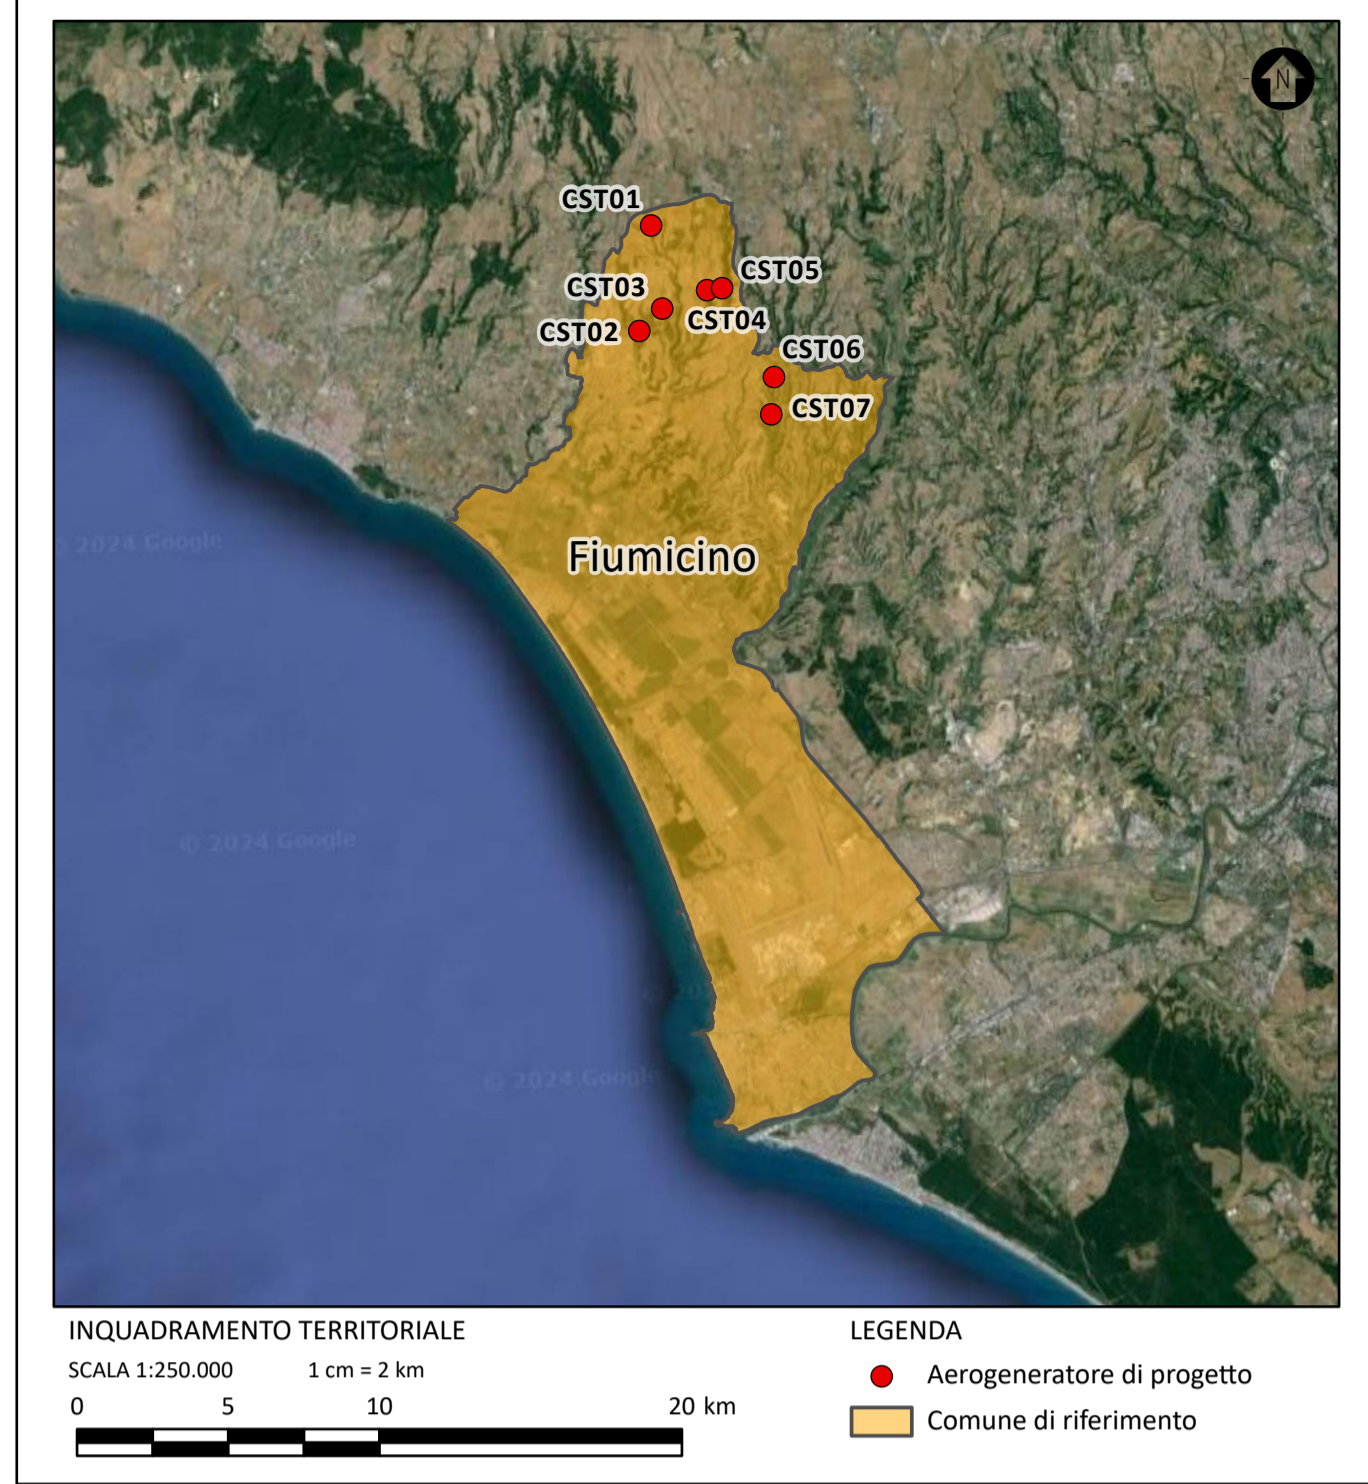 N
CST01
CST05
CST03
CST04
CST02
CST06
CST07
© 2024 Google
Fiumicino
© 2024 Google
© 2024 Google
INQUADRAMENTO TERRITORIALE
SCALA 1:250.000 1 cm = 2 km
0 5 10 20 km
LEGENDA
Aerogeneratore di progetto
Comune di riferimento